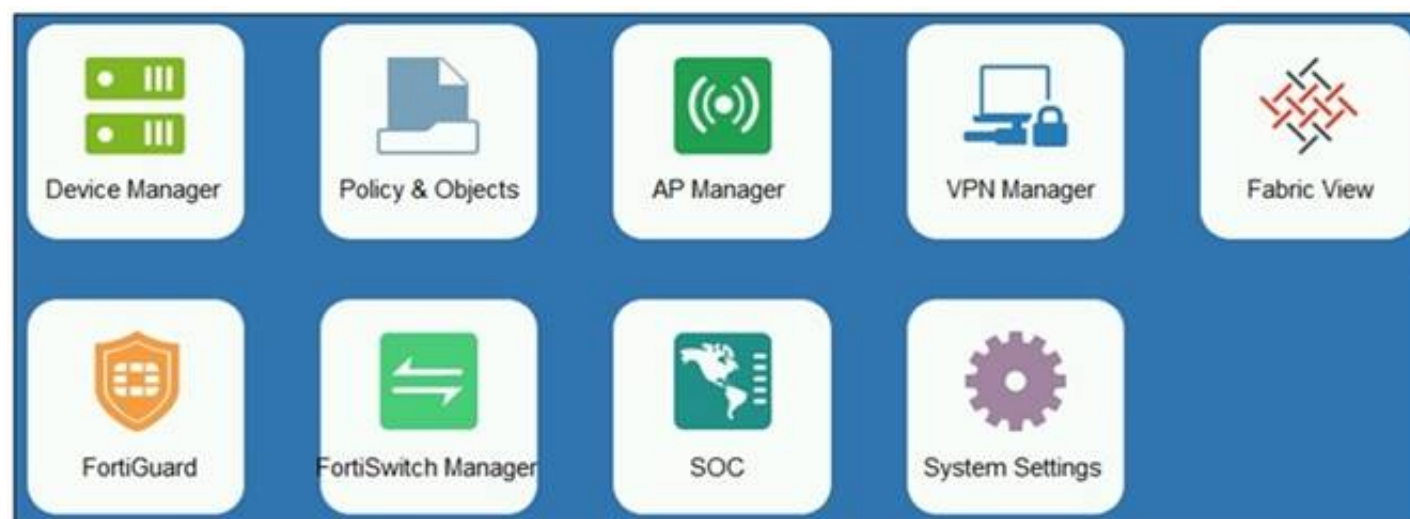 Device Manager
Policy & Objects
AP Manager
VPN Manager
Fabric View
FortiGuard
FortiSwitch Manager
SOC
System Settings